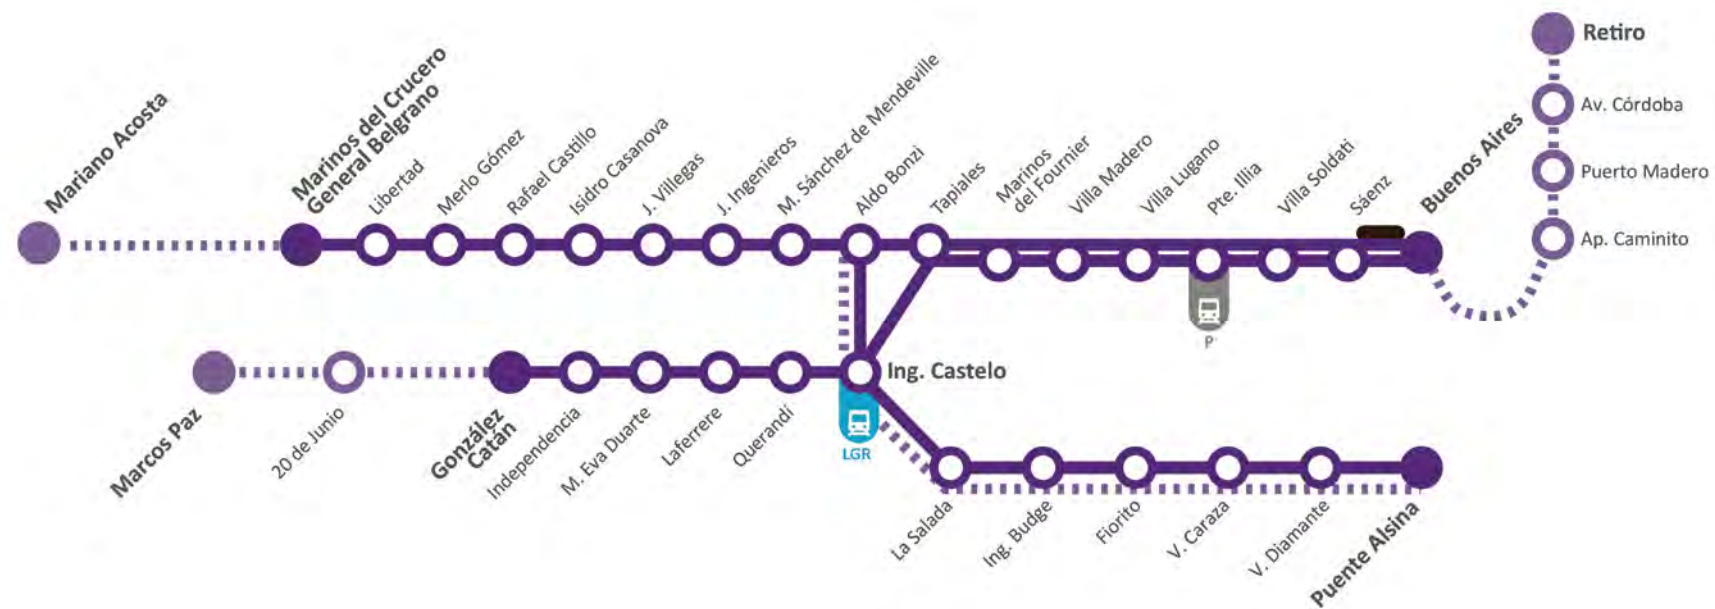 Mariano Acosta
Marinos del Crucero
General Belgrano
Libertad
Merlo Gómez
Rafael Castillo
Isidro Casanova
J. Villegas
J. Ingenieros
M. Sánchez de Mendeville
Aldo Bonzi
Tapiales
Marinos
del Fournier
Villa Madero
Villa Lugano
Pte. Illia
Villa Soldati
Sáenz
Buenos Aires
Retiro
Av. Córdoba
Puerto Madero
Ap. Caminito
P
Marcos Paz
20 de Junio
González
Catán
Independencia
M. Eva Duarte
Laferrere
Querandí
Ing. Castelo
LGR
La Salada
Ing. Budge
Fiorito
V. Caraza
V. Diamante
Puente Alsina